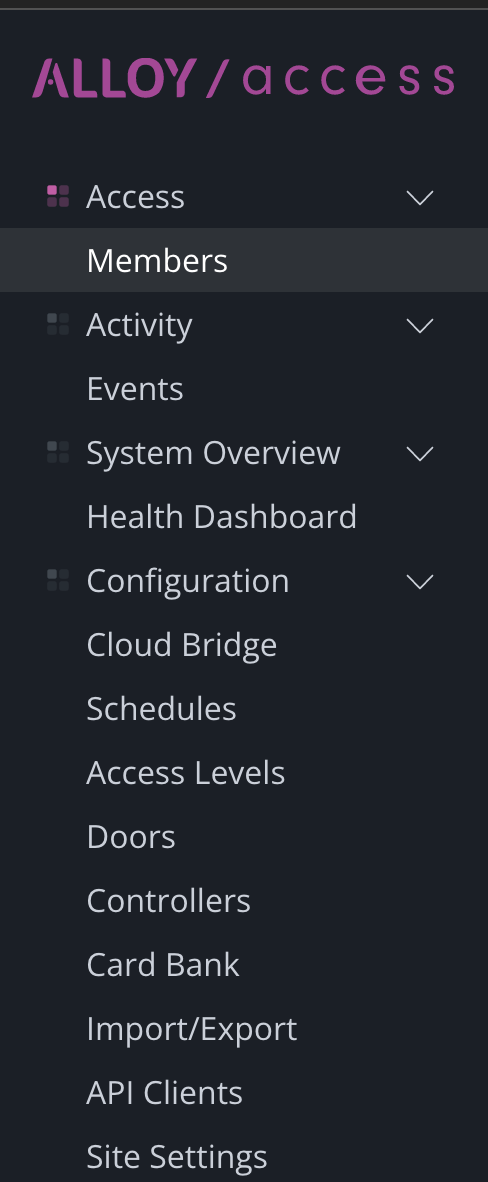 ALLOY/access
Access
Members
Activity
Events
System Overview
Health Dashboard
Configuration
Cloud Bridge
Schedules
Access Levels
Doors
Controllers
Card Bank
Import/Export
API Clients
Site Settings